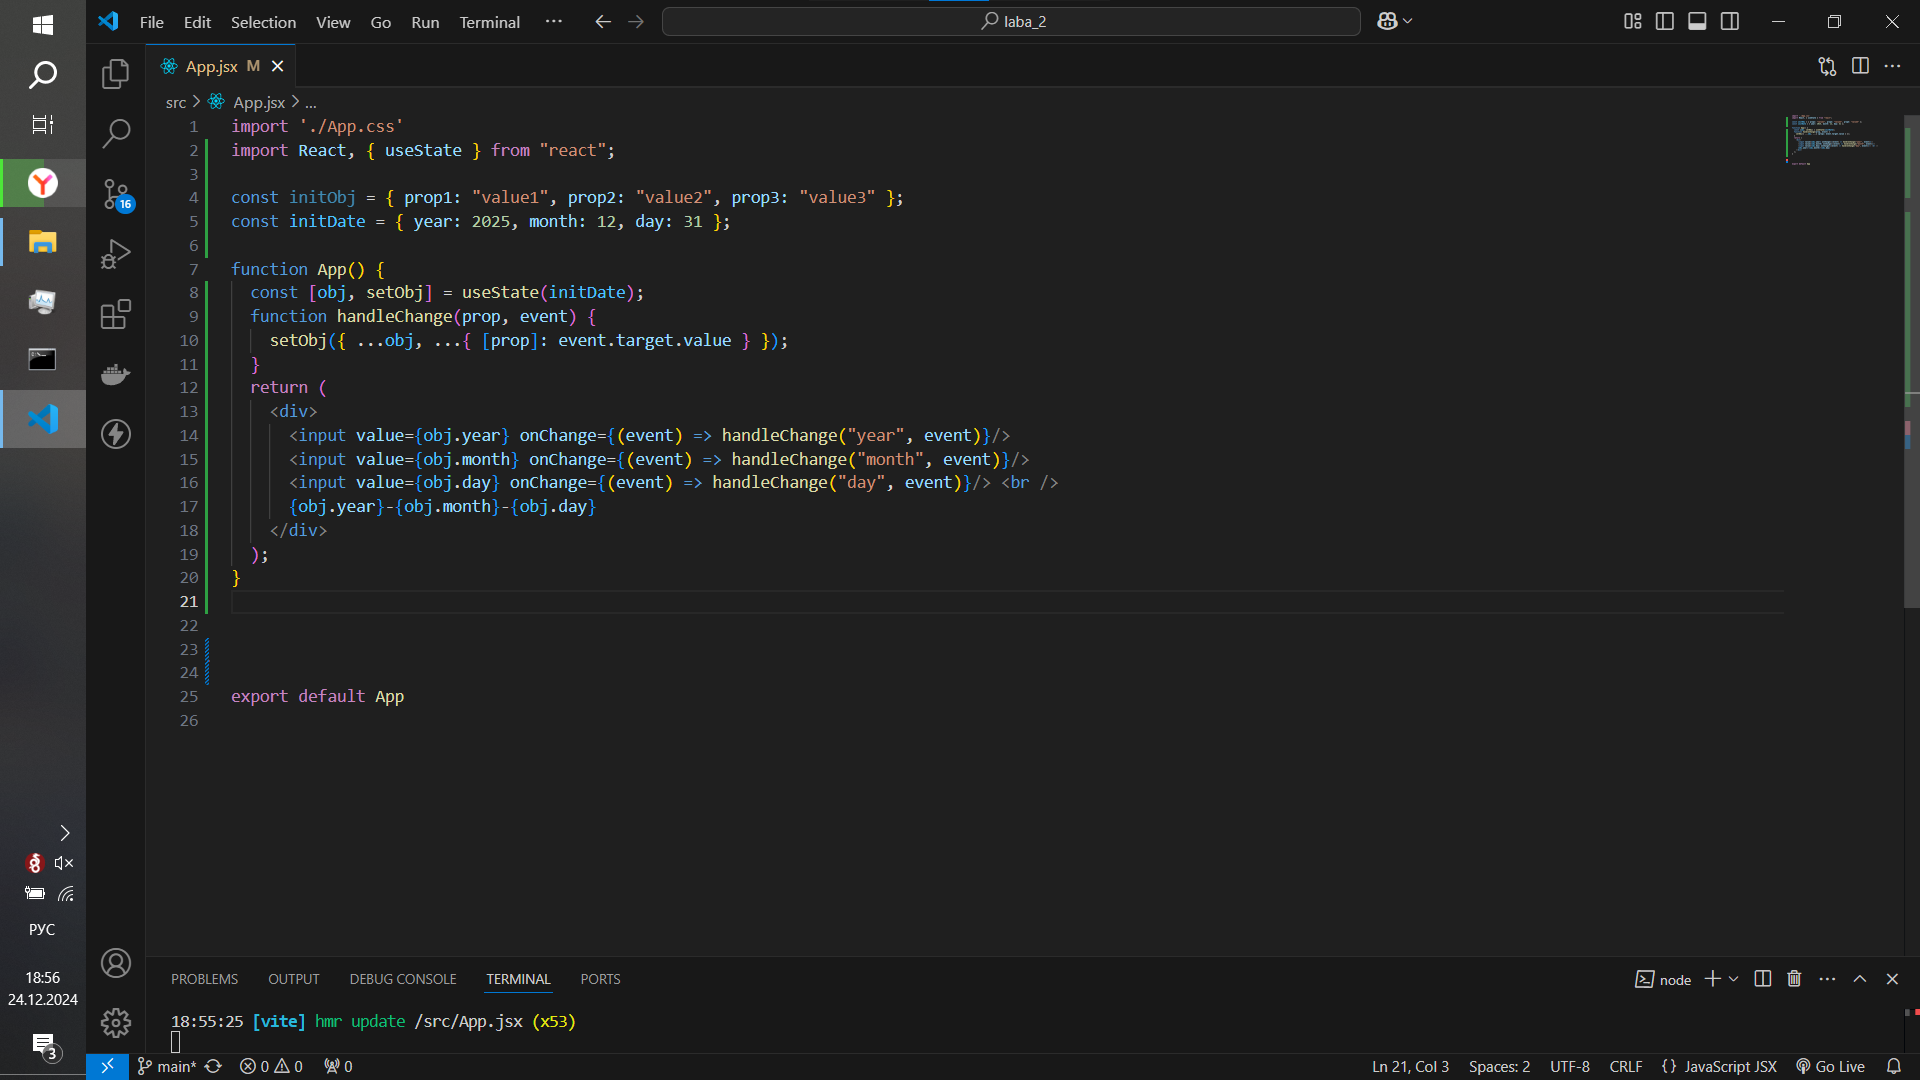 File Edit Selection View Go Run Terminal ··· laba_2
App.jsx M
src > App.jsx > ...
1 import './App.css'
2 import React, { useState } from "react";
3
4 const initObj = { prop1: "value1", prop2: "value2", prop3: "value3" };
5 const initDate = { year: 2025, month: 12, day: 31 };
6
7 function App() {
8 const [obj, setObj] = useState(initDate);
9 function handleChange(prop, event) {
10 setObj({ ...obj, ...{ [prop]: event.target.value } });
11 }
12 return (
13 <div>
14 <input value={obj.year} onChange={(event) => handleChange("year", event)}/>
15 <input value={obj.month} onChange={(event) => handleChange("month", event)}/>
16 <input value={obj.day} onChange={(event) => handleChange("day", event)}/> <br />
17 {obj.year}-{obj.month}-{obj.day}
18 </div>
19 );
20 }
21
22
23
24
25 export default App
26
16
PROBLEMS OUTPUT DEBUG CONSOLE TERMINAL PORTS node
18:55:25 [vite] hmr update /src/App.jsx (x53)
main* 0 0 0 Ln 21, Col 3 Spaces: 2 UTF-8 CRLF {} JavaScript JSX Go Live
РУС
18:56
24.12.2024
3